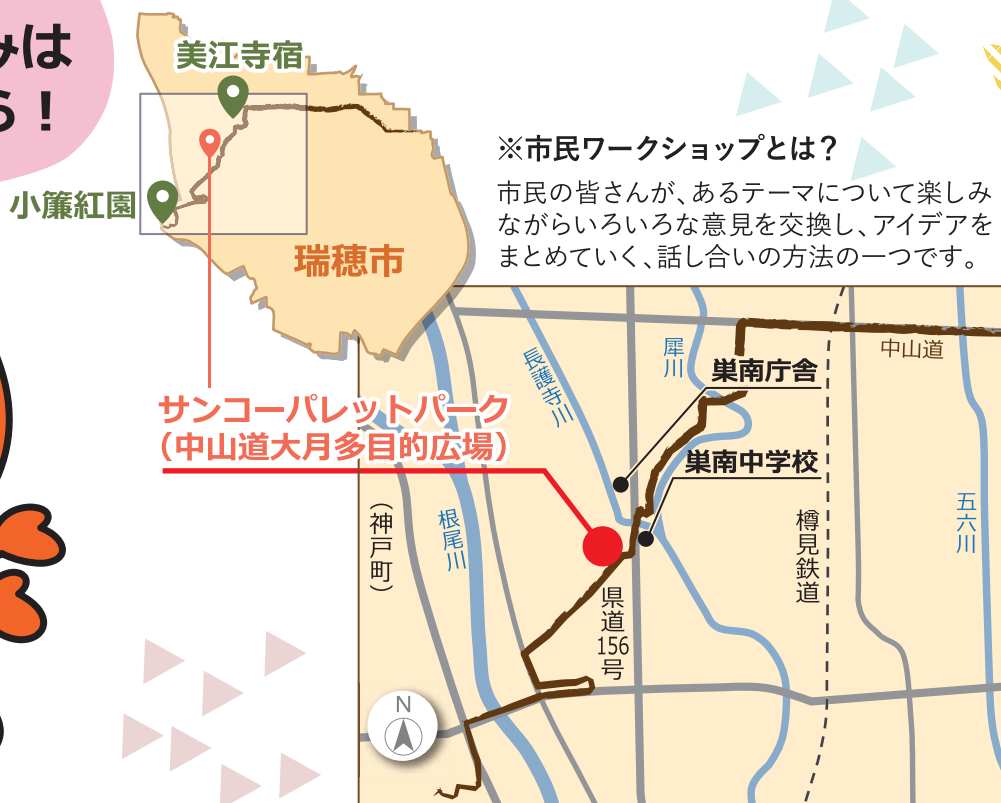 みは
ら！
美江寺宿
小簾紅園
瑞穂市
※市民ワークショップとは？
市民の皆さんが、あるテーマについて楽しみ
ながらいろいろな意見を交換し、アイデアを
まとめていく、話し合いの方法の一つです。
サンコーパレットパーク
（中山道大月多目的広場）
長護寺川
犀川
中山道
巣南庁舎
巣南中学校
（神戸町）
根尾川
樽見鉄道
五六川
県道
156
号
N